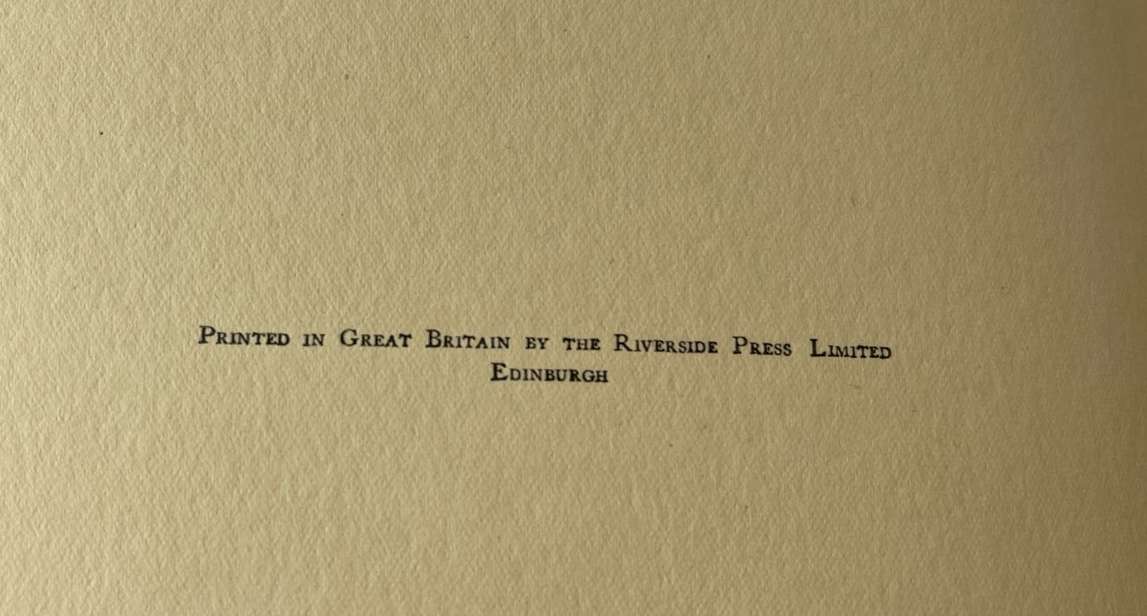 Printed in Great Britain by the Riverside Press Limited
Edinburgh